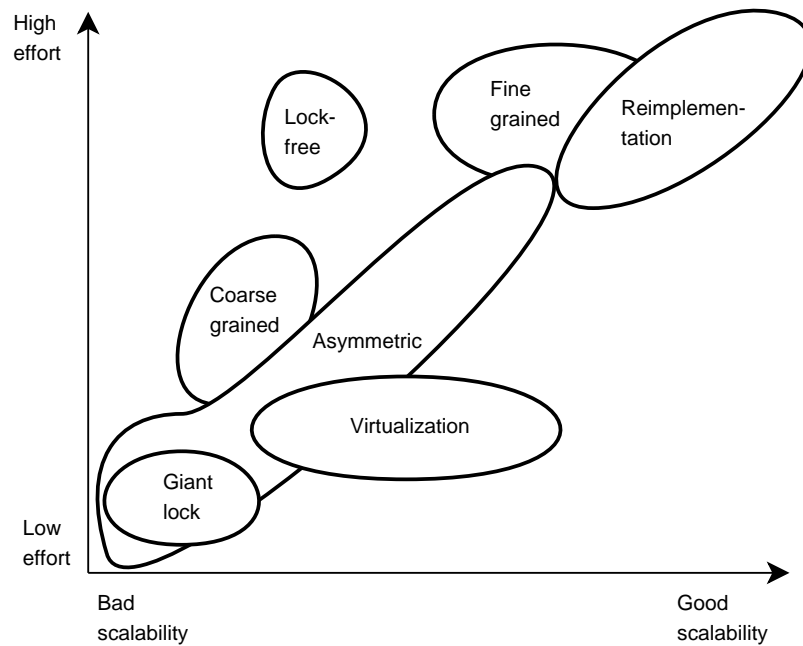 High
effort
Lock-
free
Fine
grained
Reimplemen-
tation
Coarse
grained
Asymmetric
Virtualization
Giant
lock
Low
effort
Bad
scalability
Good
scalability